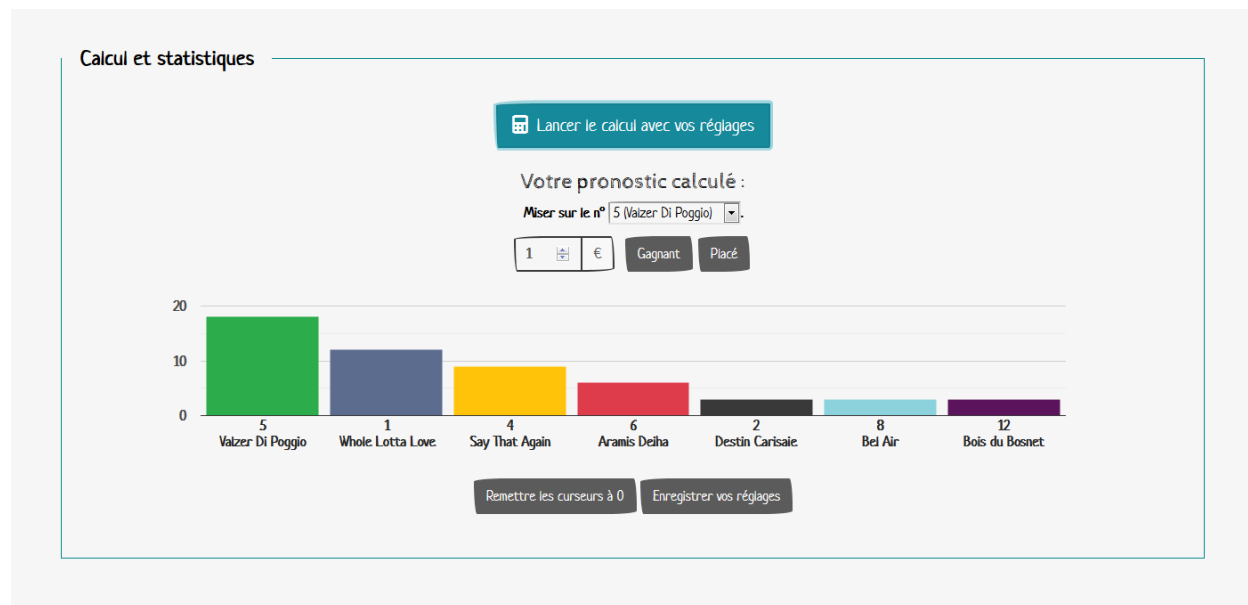 Calcul et statistiques
Lancer le calcul avec vos réglages
Votre pronostic calculé :
Miser sur le n° 5 (Valzer Di Poggio) .
1 € Gagnant Placé
20
10
0
5 1 4 6 2 8 12
Valzer Di Poggio Whole Lotta Love Say That Again Aramis Deiha Destin Carisaie Bel Air Bois du Bosnet
Remettre les curseurs à 0 Enregistrer vos réglages